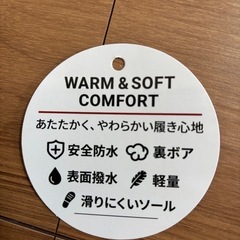 WARM & SOFT
COMFORT
あたたかく、やわらかい履き心地
安全防水 裏ボア
表面撥水 軽量
滑りにくいソール